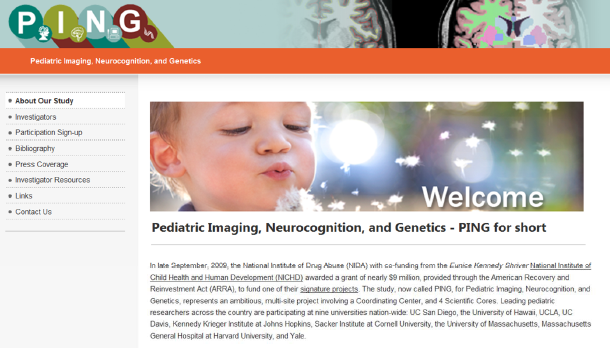 PING
Pediatric Imaging, Neurocognition, and Genetics
About Our Study
Investigators
Participation Sign-up
Bibliography
Press Coverage
Investigator Resources
Links
Contact Us
Welcome
Pediatric Imaging, Neurocognition, and Genetics - PING for short
In late September, 2009, the National Institute of Drug Abuse (NIDA) with co-funding from the Eunice Kennedy Shriver National Institute of
Child Health and Human Development (NICHD) awarded a grant of nearly $9 million, provided through the American Recovery and
Reinvestment Act (ARRA), to fund one of their signature projects. The study, now called PING, for Pediatric Imaging, Neurocognition, and
Genetics, represents an ambitious, multi-site project involving a Coordinating Center, and 4 Scientific Cores. Leading pediatric
researchers across the country are participating at nine universities nation-wide: UC San Diego, the University of Hawaii, UCLA, UC
Davis, Kennedy Krieger Institute at Johns Hopkins, Sacker Institute at Cornell University, the University of Massachusetts, Massachusetts
General Hospital at Harvard University, and Yale.